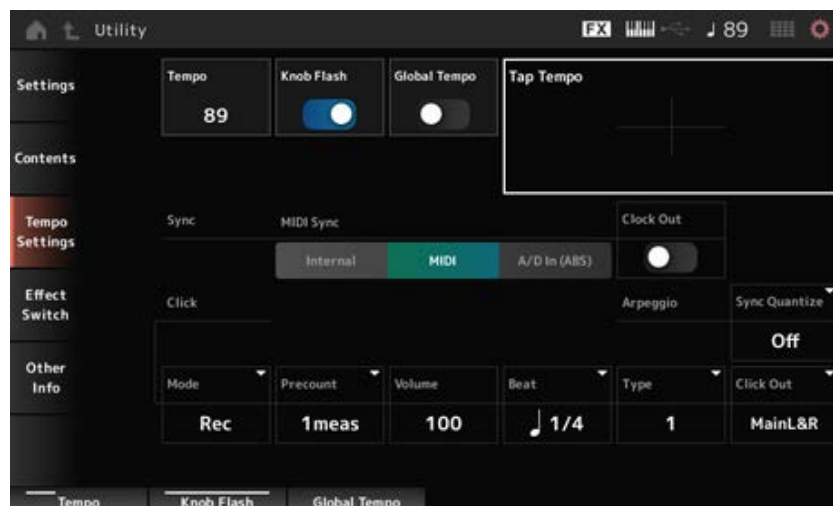 Utility
FX
♩ 89
Settings
Contents
Tempo
Settings
Effect
Switch
Other
Info
Tempo
89
Knob Flash
Global Tempo
Tap Tempo
Sync
MIDI Sync
Internal
MIDI
A/D In (ABS)
Clock Out
Click
Arpeggio
Sync Quantize
Off
Mode
Rec
Precount
1meas
Volume
100
Beat
♩ 1/4
Type
1
Click Out
MainL&R
Tempo
Knob Flash
Global Tempo